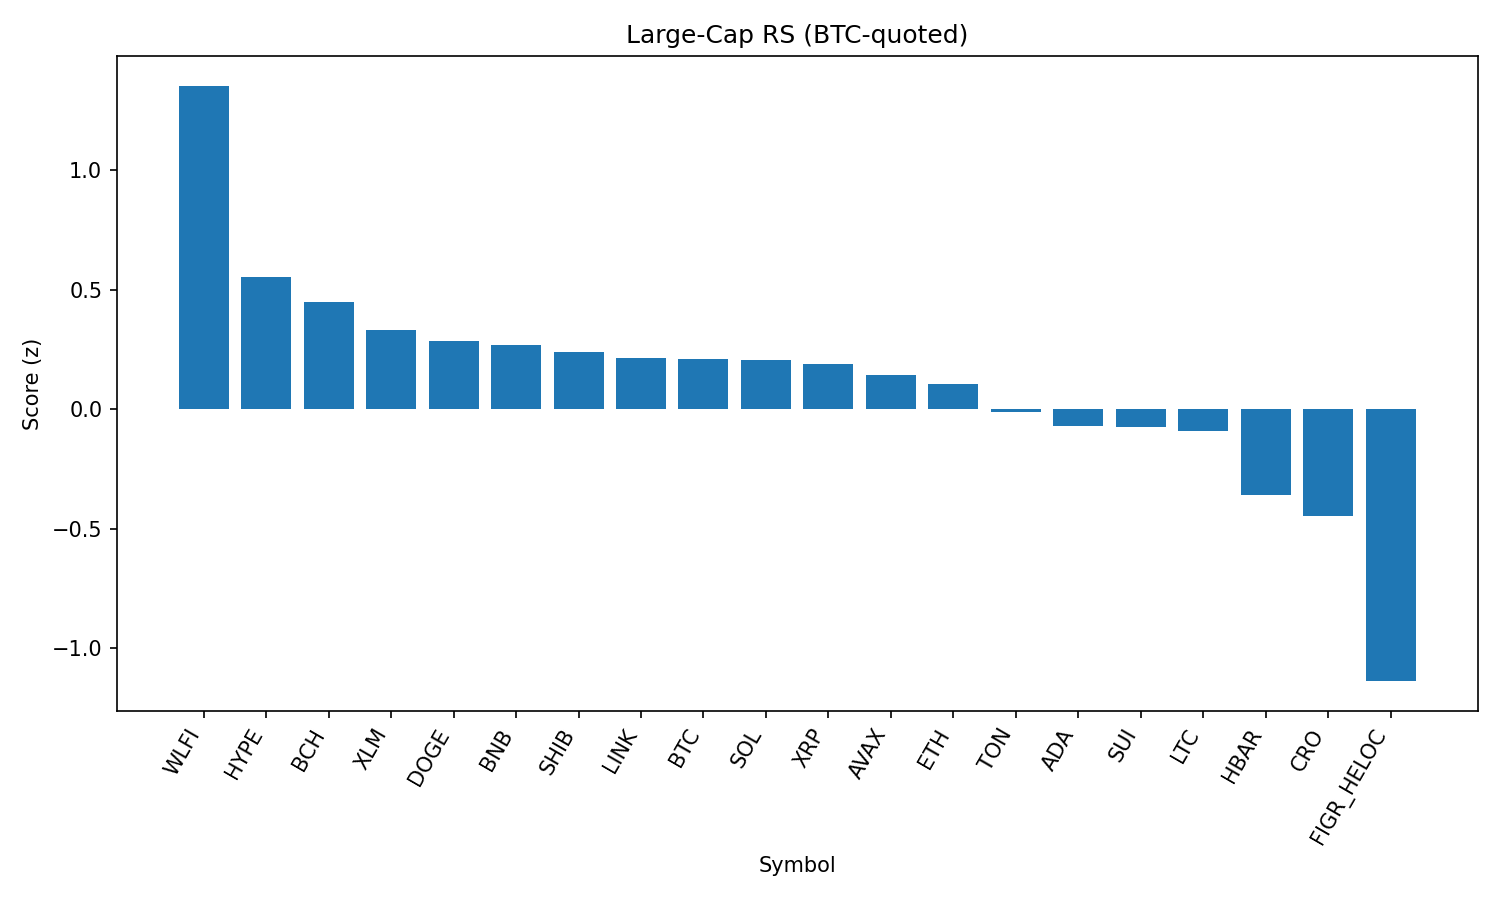 Large-Cap RS (BTC-quoted)
Score (z)
1.0
0.5
0.0
−0.5
−1.0
WLFI
HYPE
BCH
XLM
DOGE
BNB
SHIB
LINK
BTC
SOL
XRP
AVAX
ETH
TON
ADA
SUI
LTC
HBAR
CRO
FIGR_HELOC
Symbol